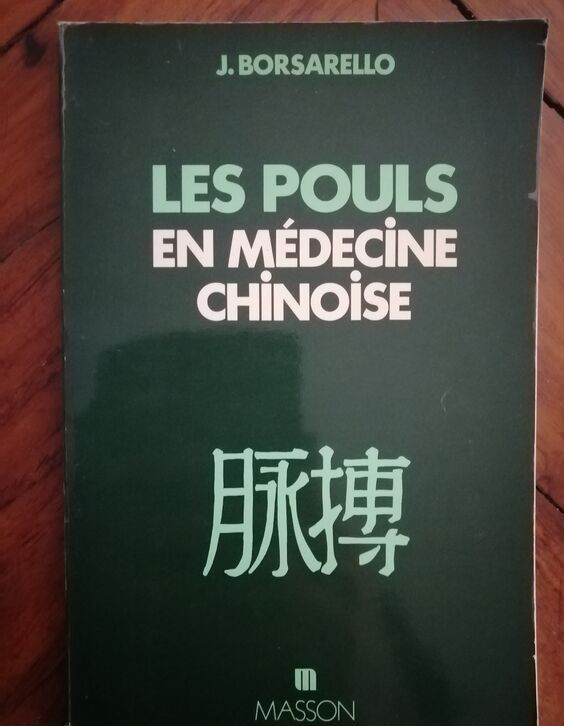 J. BORSARELLO
LES POULS
EN MÉDECINE
CHINOISE
脉搏
m
MASSON